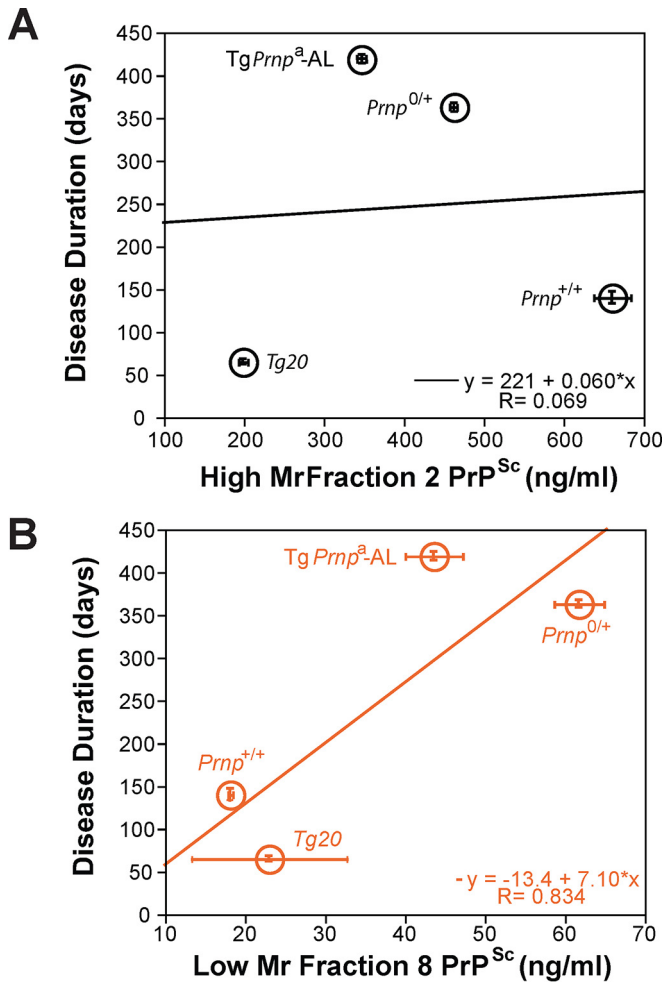 A
450
400
350
300
250
200
150
100
50
0
Disease Duration (days)
TgPrnpa-AL
Prnp0/+
Prnp+/+
Tg20
y = 221 + 0.060*x
R= 0.069
100 200 300 400 500 600 700
High MrFraction 2 PrPSc (ng/ml)
B
450
400
350
300
250
200
150
100
50
0
Disease Duration (days)
Tg Prnpa-AL
Prnp0/+
Prnp+/+
Tg20
y = -13.4 + 7.10*x
R= 0.834
10 20 30 40 50 60 70
Low Mr Fraction 8 PrPSc (ng/ml)